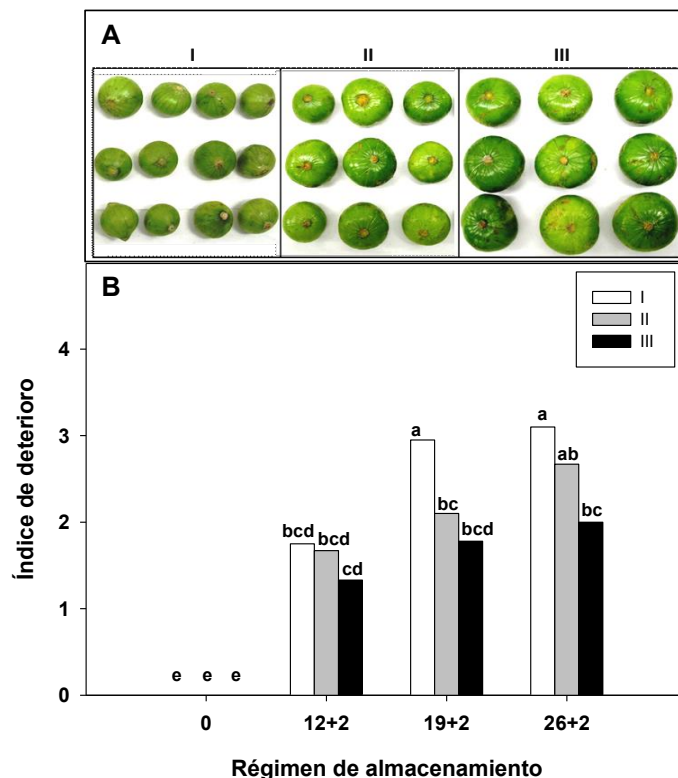 A
I II III
B
I
II
III
4
3
2
1
0
Índice de deterioro
a
a
ab
bc
bc
bcd
bcd bcd
cd
e e e
0 12+2 19+2 26+2
Régimen de almacenamiento